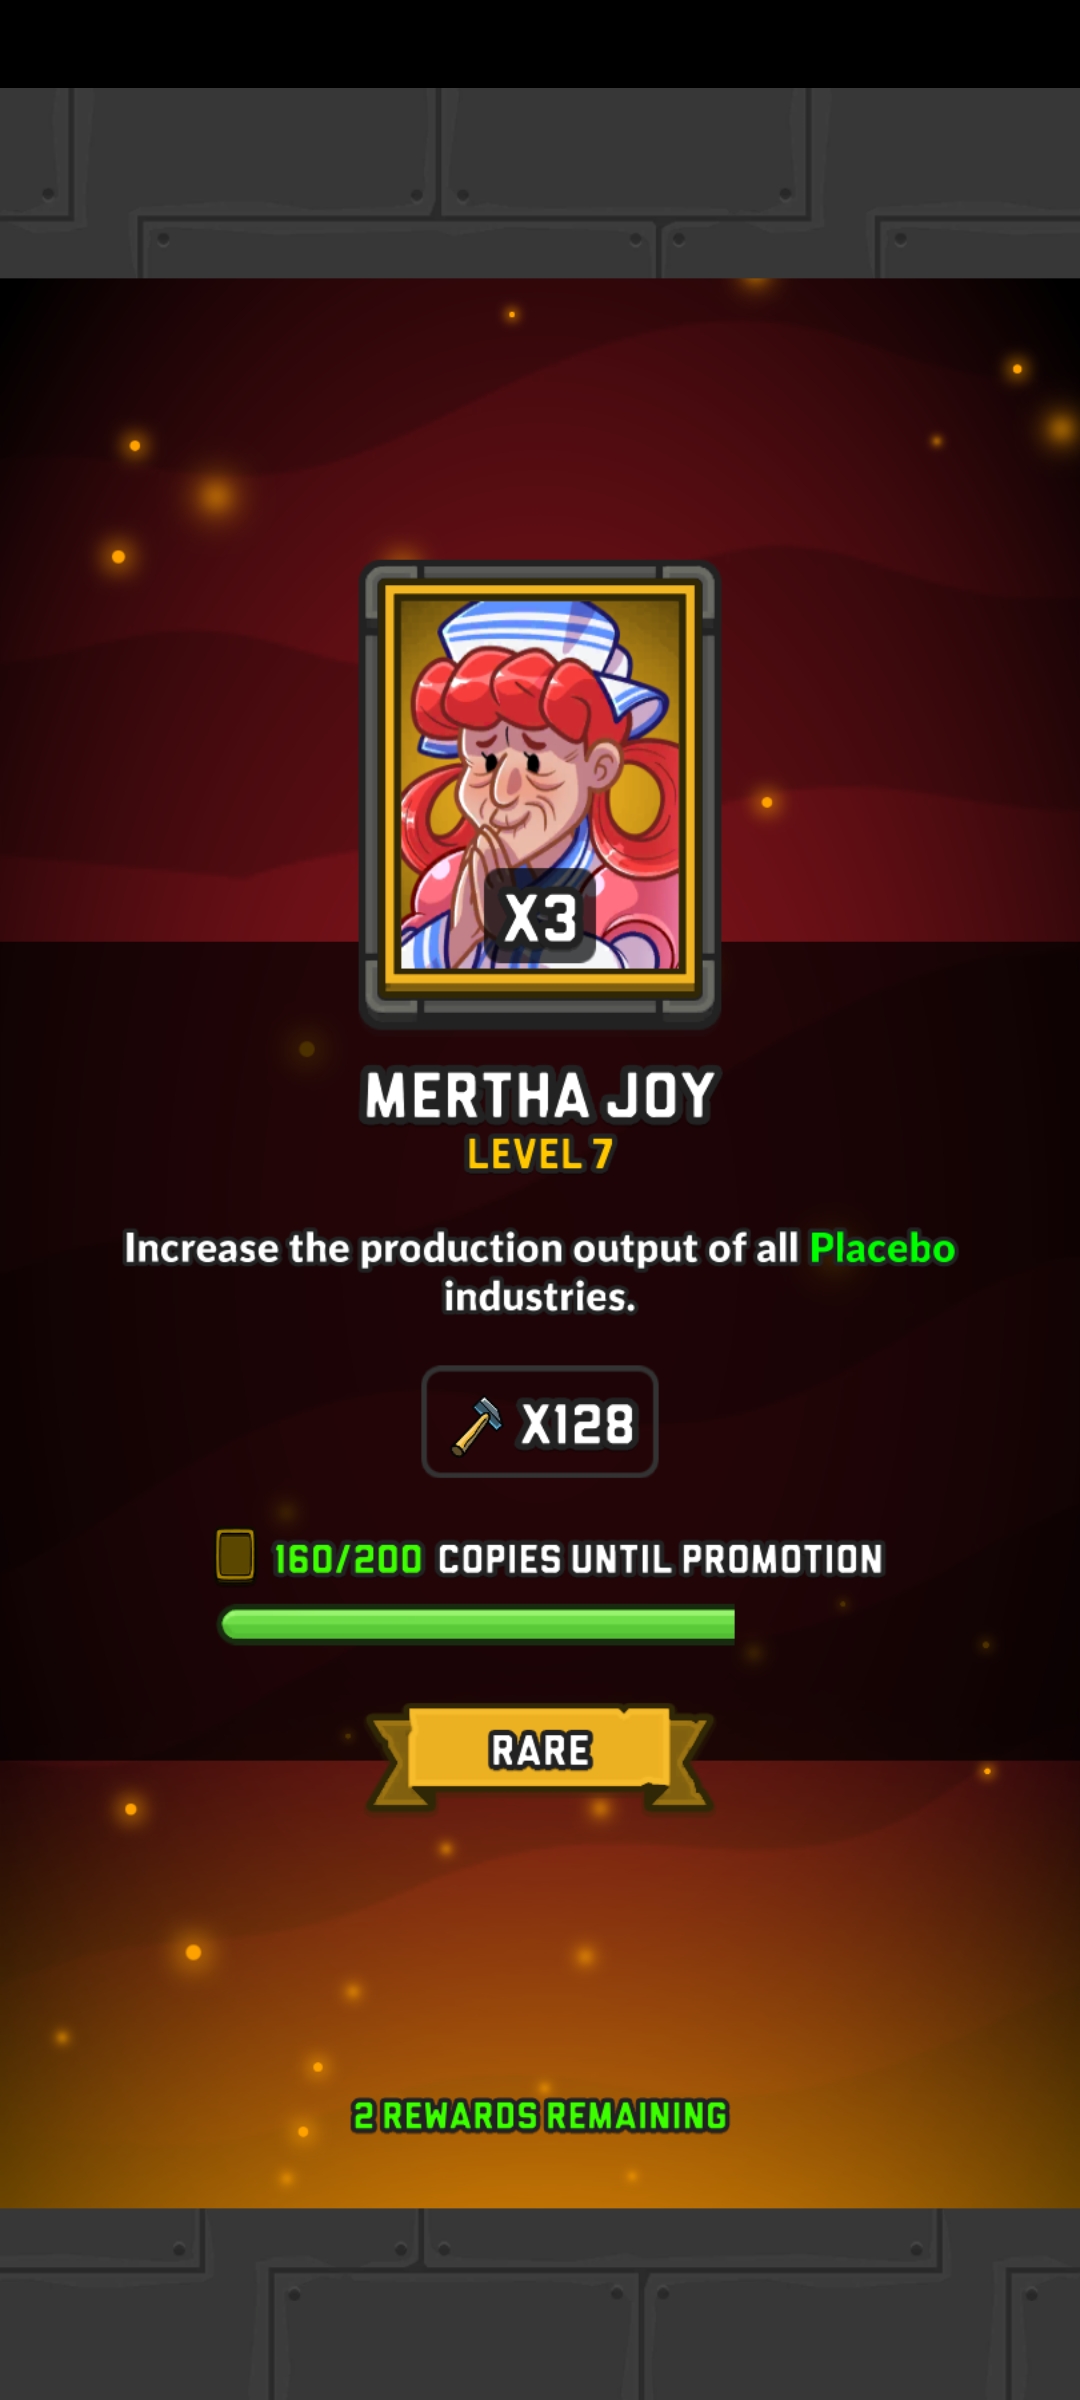 X3
MERTHA JOY
LEVEL 7
Increase the production output of all Placebo
industries.
X128
160/200 COPIES UNTIL PROMOTION
RARE
2 REWARDS REMAINING